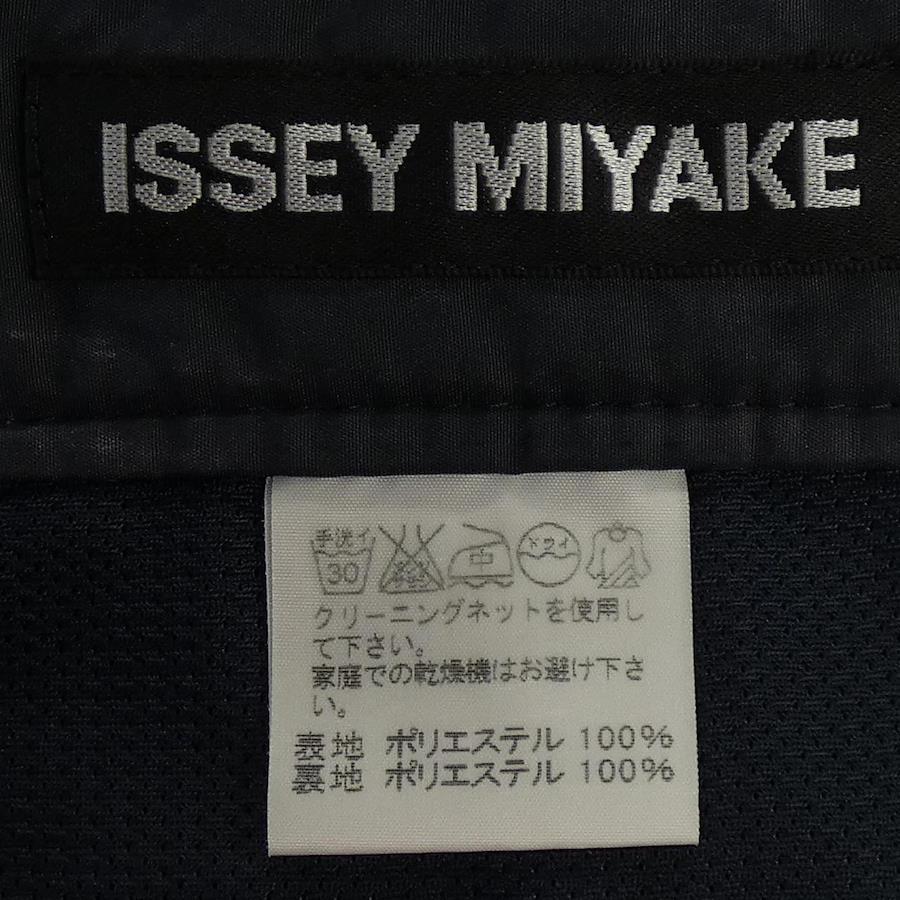 ISSEY MIYAKE
手洗イ 30 中 ドライ
クリーニングネットを使用し
て下さい。
家庭での乾燥機はお避け下さ
い。
表地 ポリエステル 100%
裏地 ポリエステル 100%